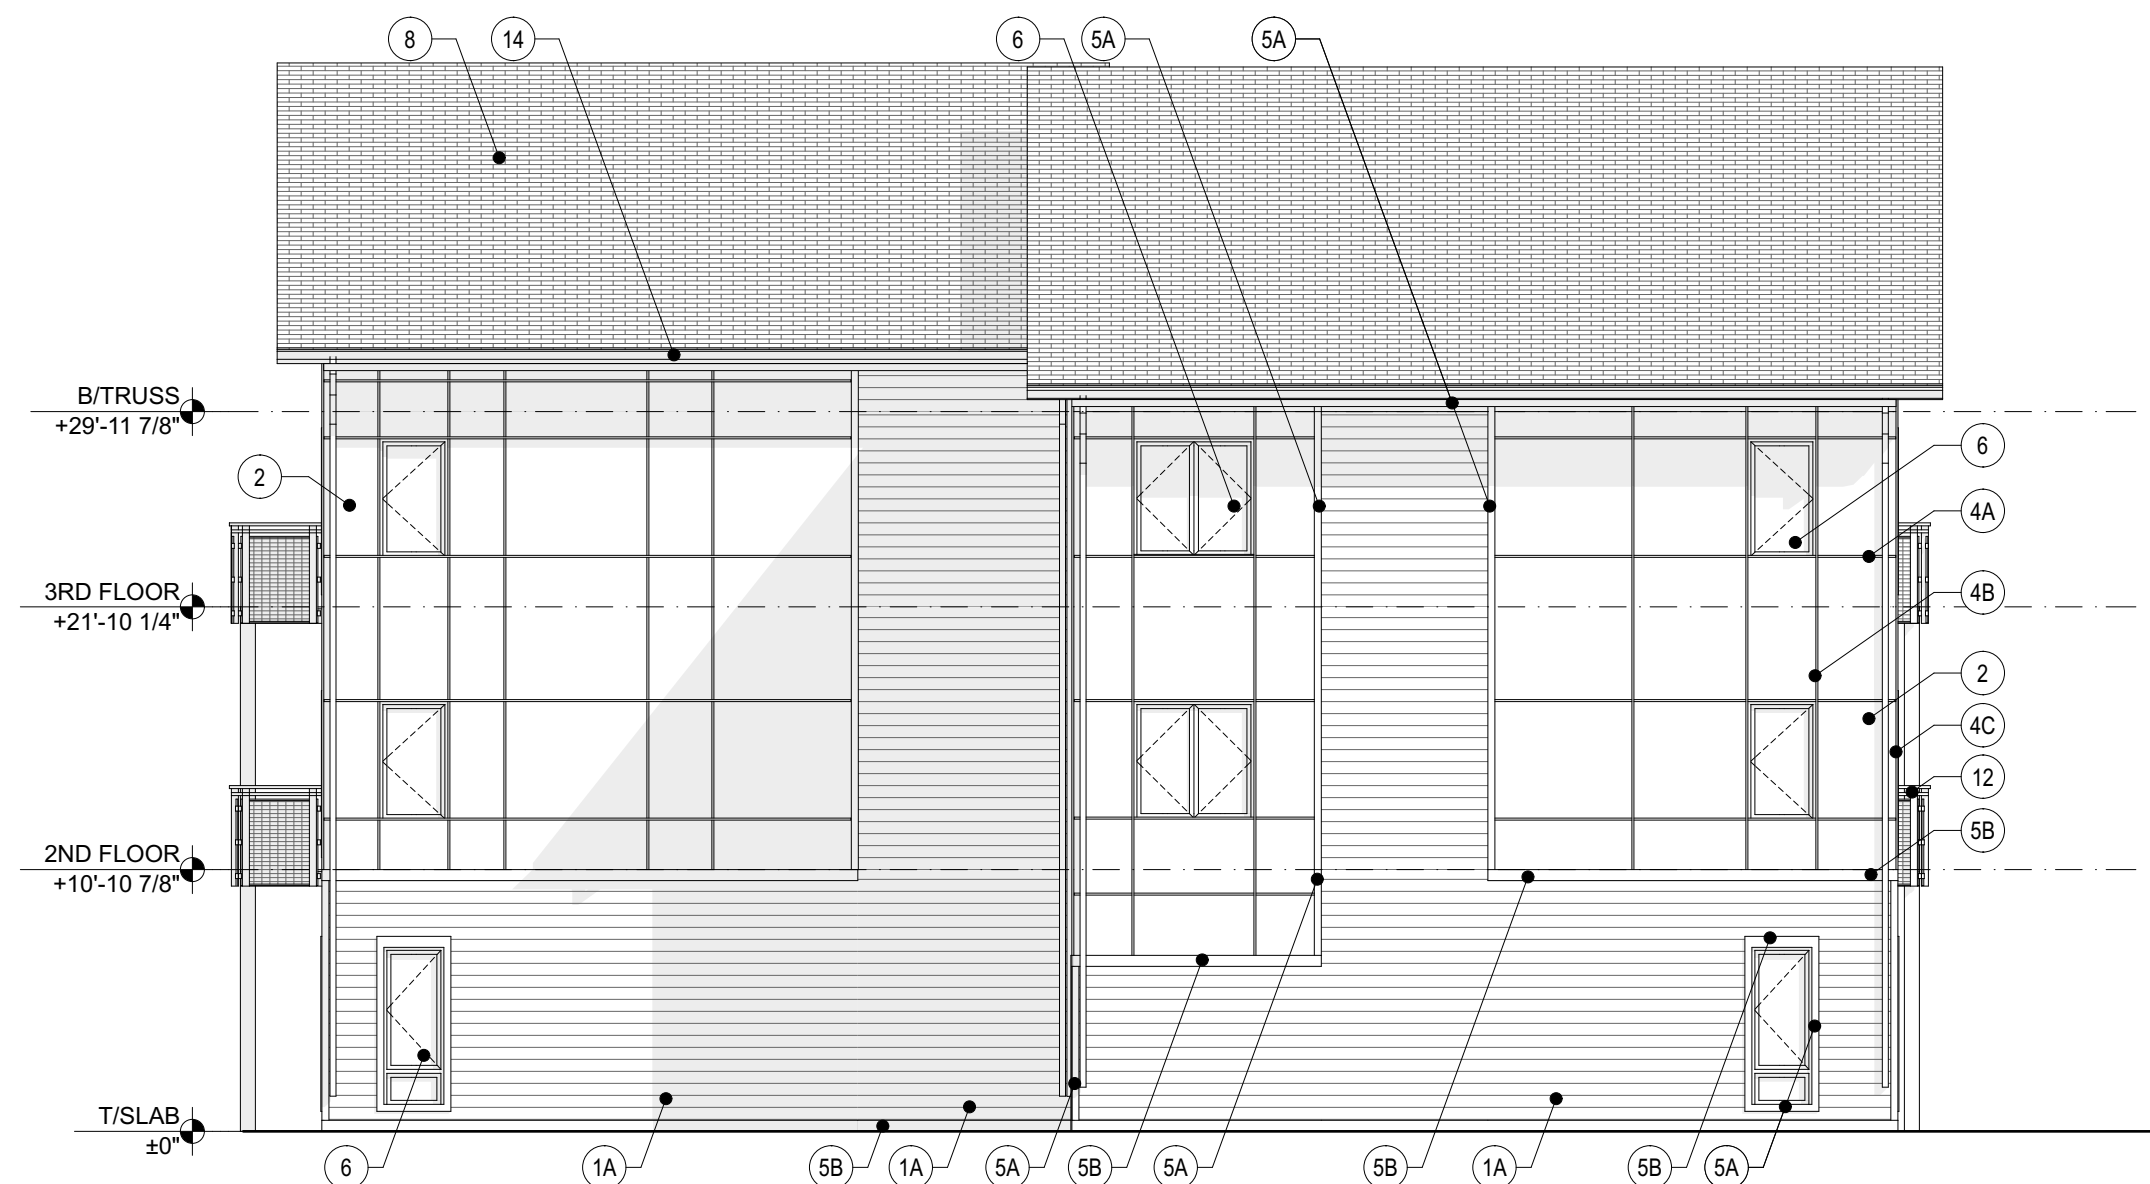 8
14
6
5A
5A
B/TRUSS
+29'-11 7/8"
6
2
4A
3RD FLOOR
+21'-10 1/4"
4B
2
4C
12
5B
2ND FLOOR
+10'-10 7/8"
T/SLAB
±0"
6
1A
5B
1A
5A
5B
5A
5B
1A
5B
5A